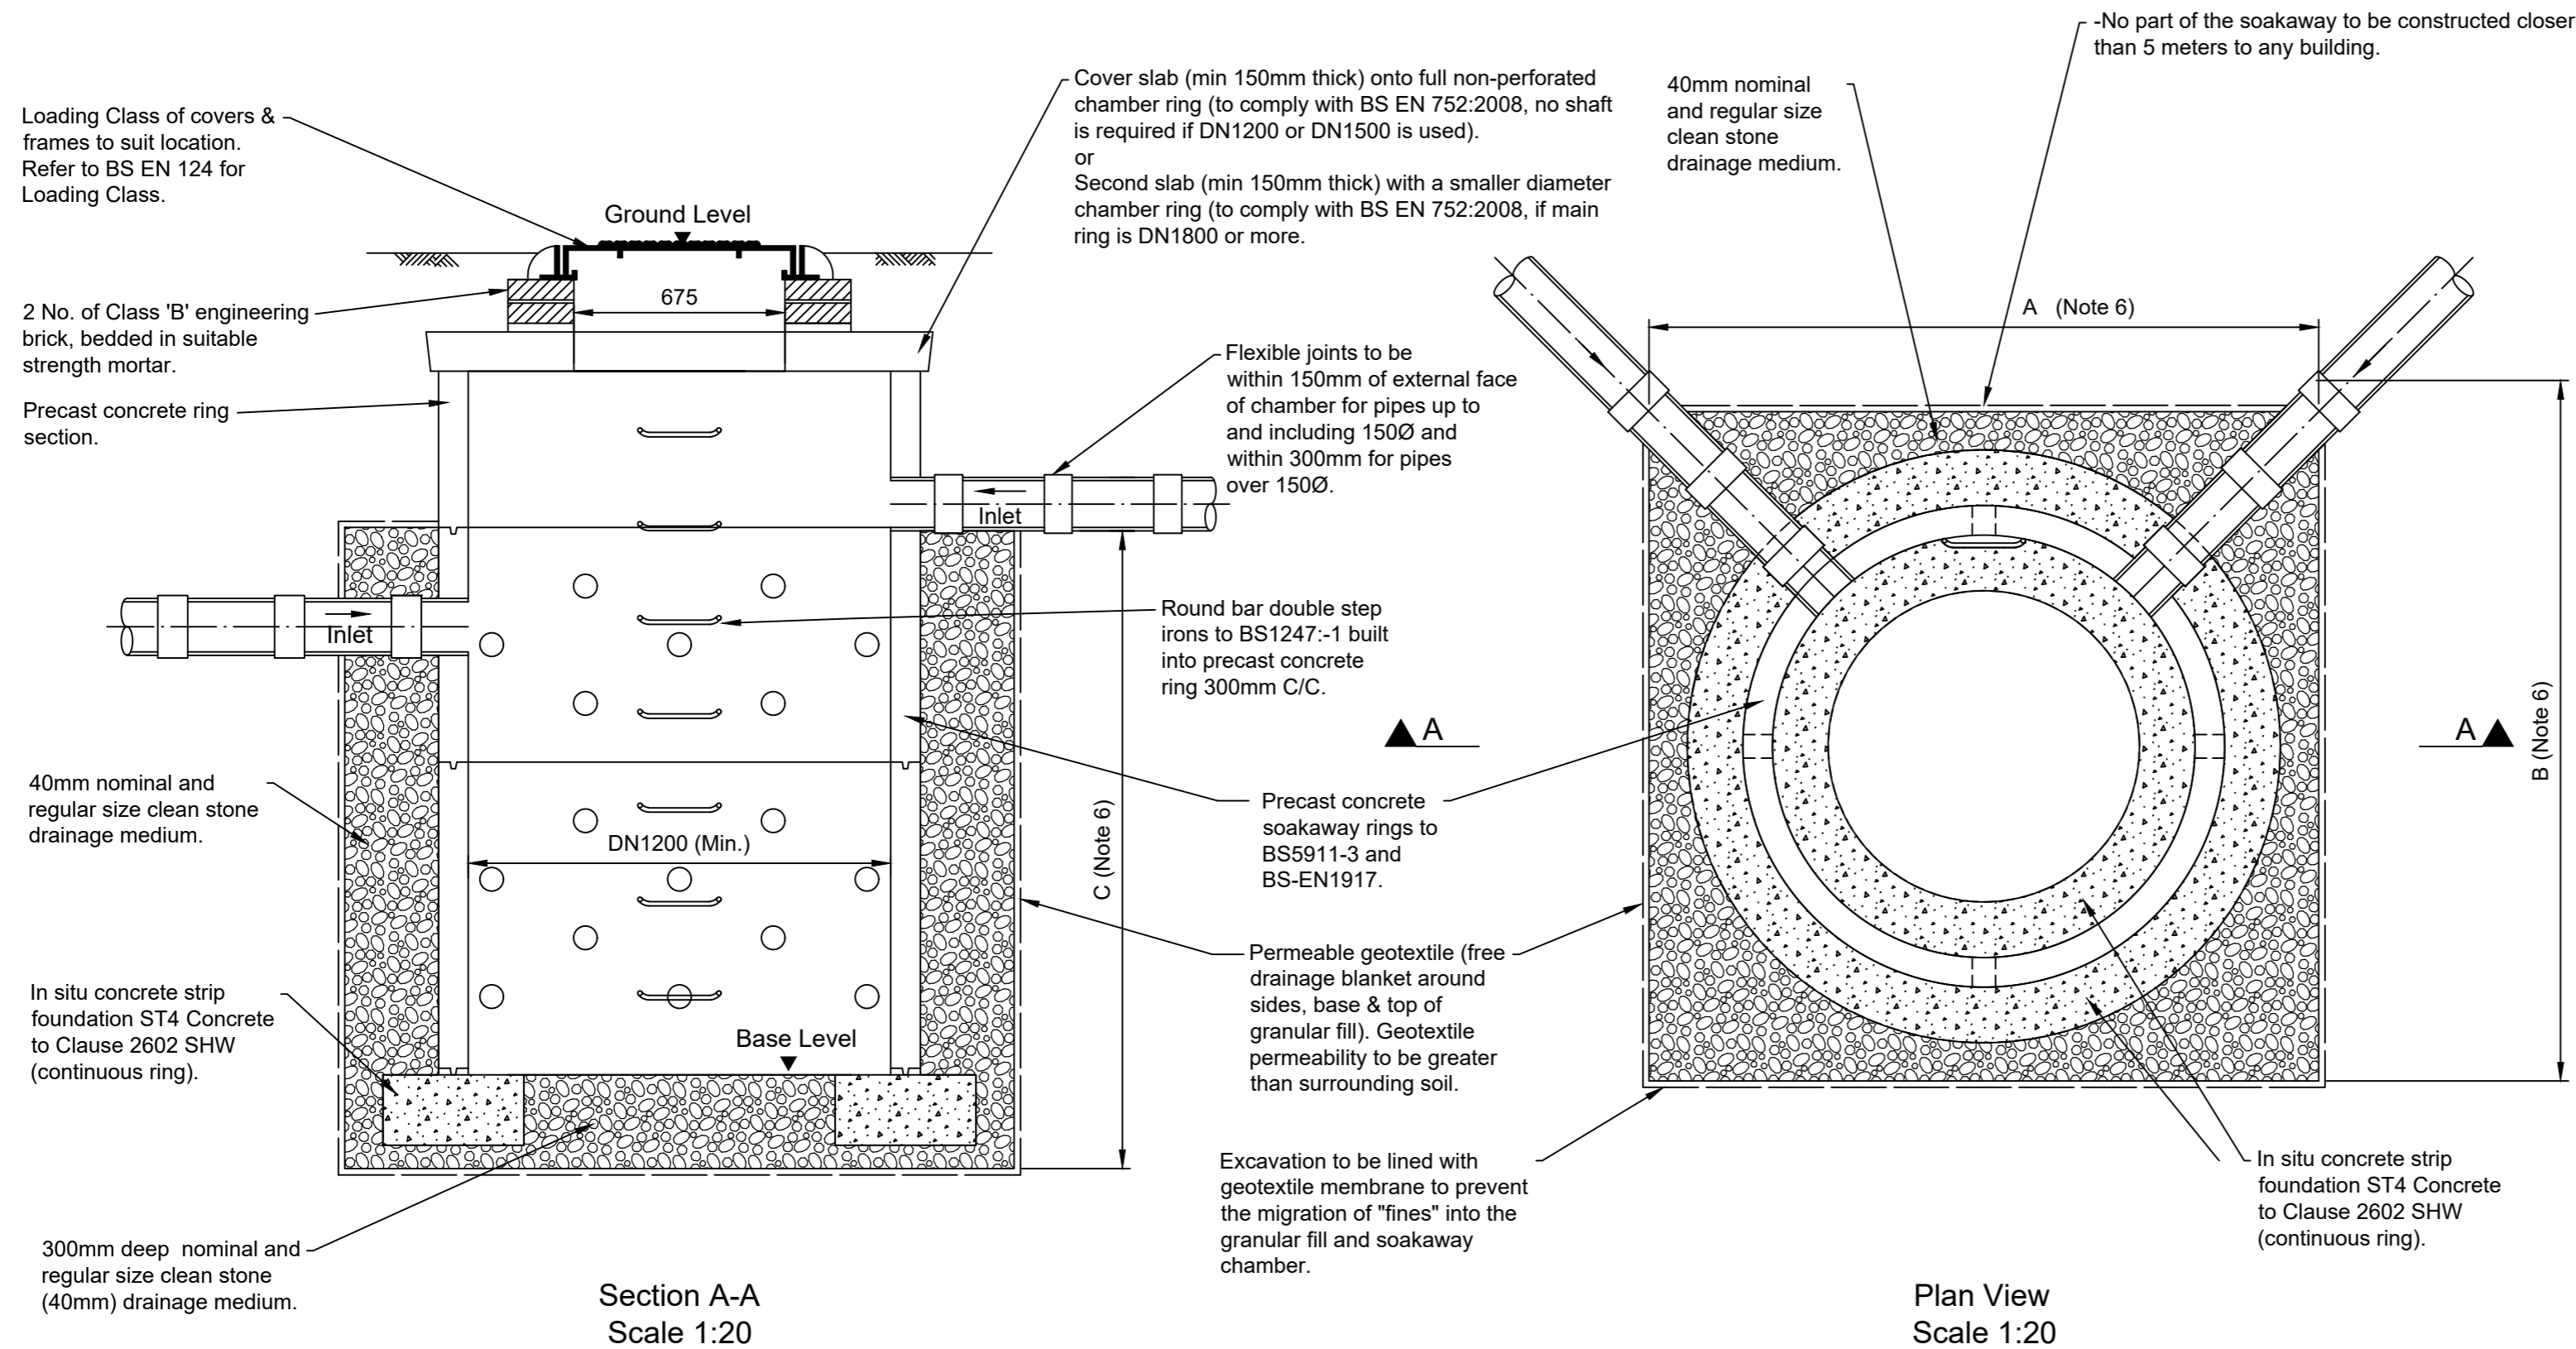 Loading Class of covers &
frames to suit location.
Refer to BS EN 124 for
Loading Class.
Ground Level
2 No. of Class 'B' engineering
brick, bedded in suitable
strength mortar.
675
Precast concrete ring
section.
Cover slab (min 150mm thick) onto full non-perforated
chamber ring (to comply with BS EN 752:2008, no shaft
is required if DN1200 or DN1500 is used).
or
Second slab (min 150mm thick) with a smaller diameter
chamber ring (to comply with BS EN 752:2008, if main
ring is DN1800 or more.
Flexible joints to be
within 150mm of external face
of chamber for pipes up to
and including 150Ø and
within 300mm for pipes
over 150Ø.
Inlet
Inlet
Round bar double step
irons to BS1247:-1 built
into precast concrete
ring 300mm C/C.
40mm nominal and
regular size clean stone
drainage medium.
DN1200 (Min.)
C (Note 6)
Precast concrete
soakaway rings to
BS5911-3 and
BS-EN1917.
Permeable geotextile (free
drainage blanket around
sides, base & top of
granular fill). Geotextile
permeability to be greater
than surrounding soil.
In situ concrete strip
foundation ST4 Concrete
to Clause 2602 SHW
(continuous ring).
Base Level
300mm deep nominal and
regular size clean stone
(40mm) drainage medium.
Excavation to be lined with
geotextile membrane to prevent
the migration of "fines" into the
granular fill and soakaway
chamber.
Section A-A
Scale 1:20
-No part of the soakaway to be constructed closer
than 5 meters to any building.
40mm nominal
and regular size
clean stone
drainage medium.
A (Note 6)
A
A
B (Note 6)
In situ concrete strip
foundation ST4 Concrete
to Clause 2602 SHW
(continuous ring).
Plan View
Scale 1:20